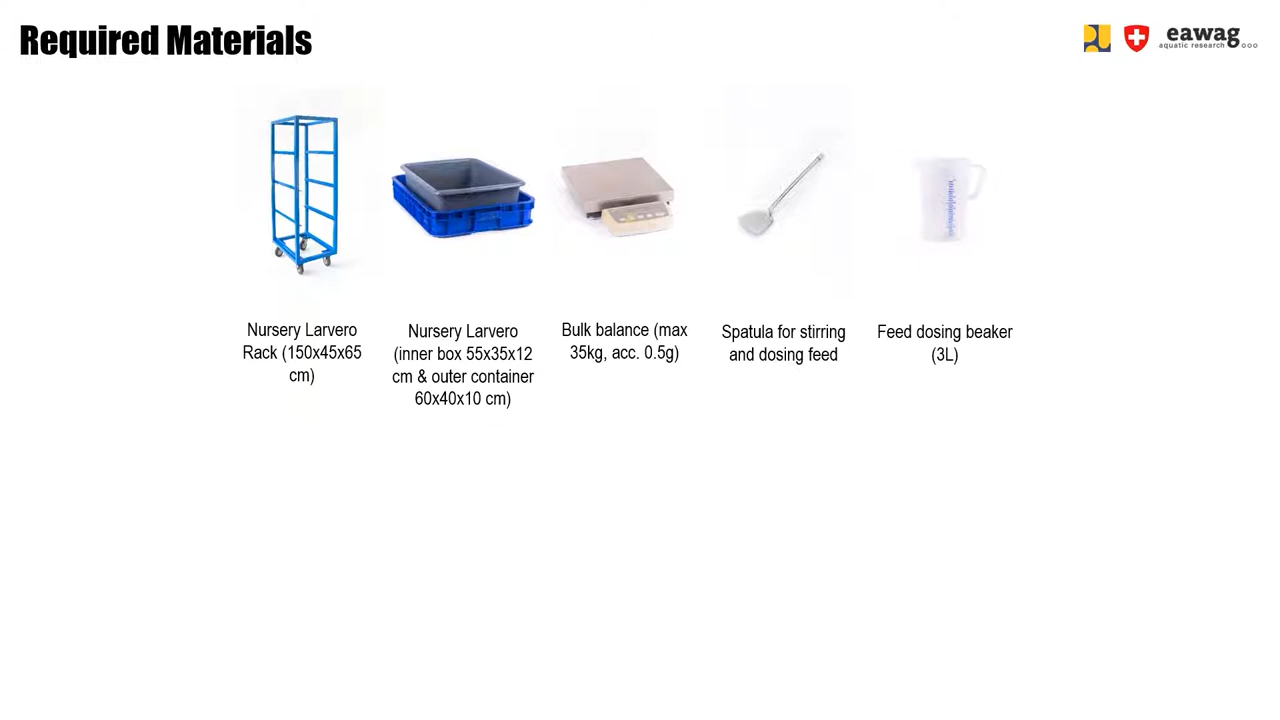 Required Materials
eawag
aquatic research
Nursery Larvero
Rack (150x45x65
cm)
Nursery Larvero
(inner box 55x35x12
cm & outer container
60x40x10 cm)
Bulk balance (max
35kg, acc. 0.5g)
Spatula for stirring
and dosing feed
Feed dosing beaker
(3L)